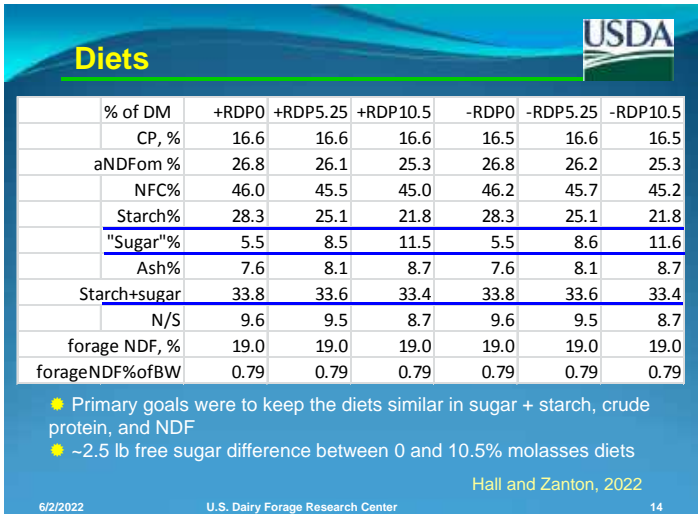 USDA
Diets
% of DM +RDP0 +RDP5.25 +RDP10.5 -RDP0 -RDP5.25 -RDP10.5
CP, % 16.6 16.6 16.6 16.5 16.6 16.5
aNDFom % 26.8 26.1 25.3 26.8 26.2 25.3
NFC% 46.0 45.5 45.0 46.2 45.7 45.2
Starch% 28.3 25.1 21.8 28.3 25.1 21.8
"Sugar"% 5.5 8.5 11.5 5.5 8.6 11.6
Ash% 7.6 8.1 8.7 7.6 8.1 8.7
Starch+sugar 33.8 33.6 33.4 33.8 33.6 33.4
N/S 9.6 9.5 8.7 9.6 9.5 8.7
forage NDF, % 19.0 19.0 19.0 19.0 19.0 19.0
forageNDF%ofBW 0.79 0.79 0.79 0.79 0.79 0.79
Primary goals were to keep the diets similar in sugar + starch, crude
protein, and NDF
~2.5 lb free sugar difference between 0 and 10.5% molasses diets
Hall and Zanton, 2022
6/2/2022 U.S. Dairy Forage Research Center 14